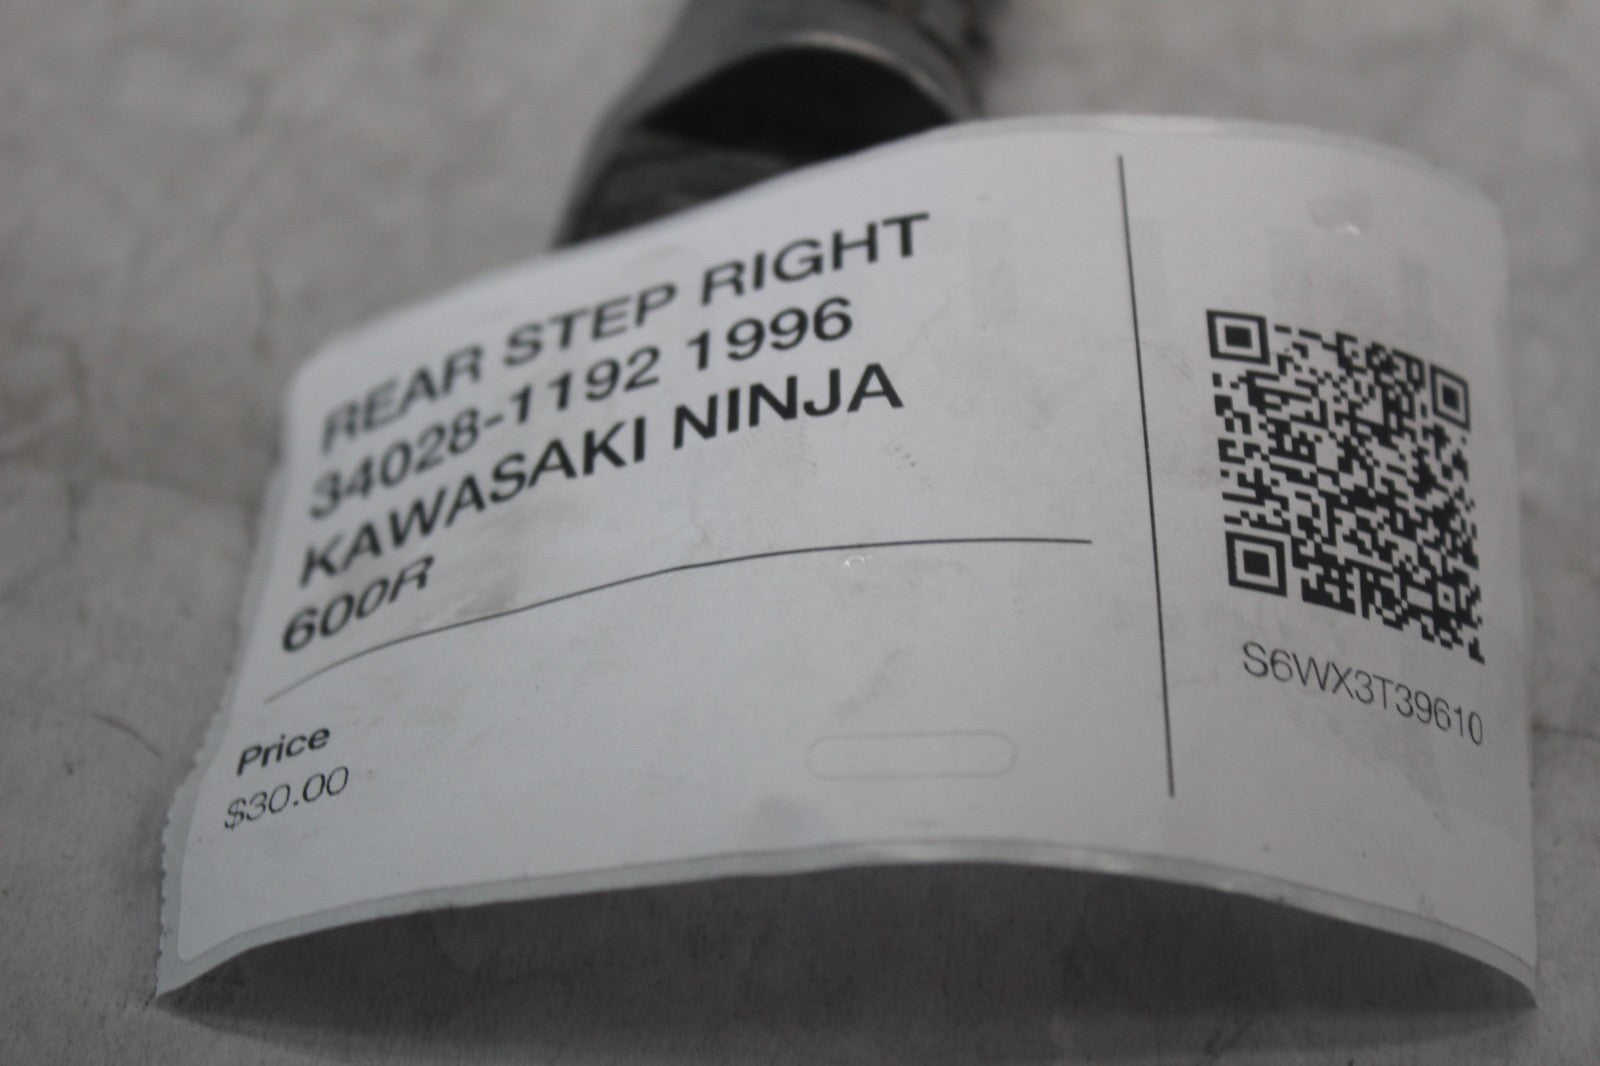 REAR STEP RIGHT
34028-1192 1996
KAWASAKI NINJA
600R
Price
$30.00
S6WX3T39610